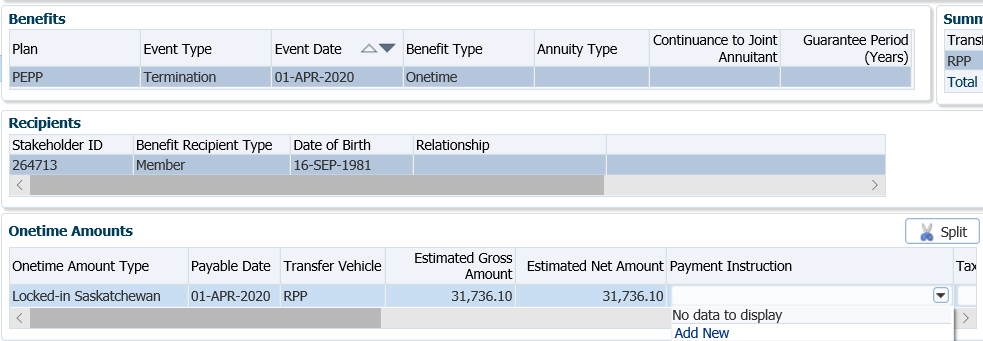 Benefits
Summ
Plan Event Type Event Date Benefit Type Annuity Type Continuance to Joint Annuitant Guarantee Period (Years)
Transf
PEPP Termination 01-APR-2020 Onetime
RPP
Total
Recipients
Stakeholder ID Benefit Recipient Type Date of Birth Relationship
264713 Member 16-SEP-1981
Onetime Amounts
Split
Onetime Amount Type Payable Date Transfer Vehicle Estimated Gross Amount Estimated Net Amount Payment Instruction Tax
Locked-in Saskatchewan 01-APR-2020 RPP 31,736.10 31,736.10
No data to display
Add New